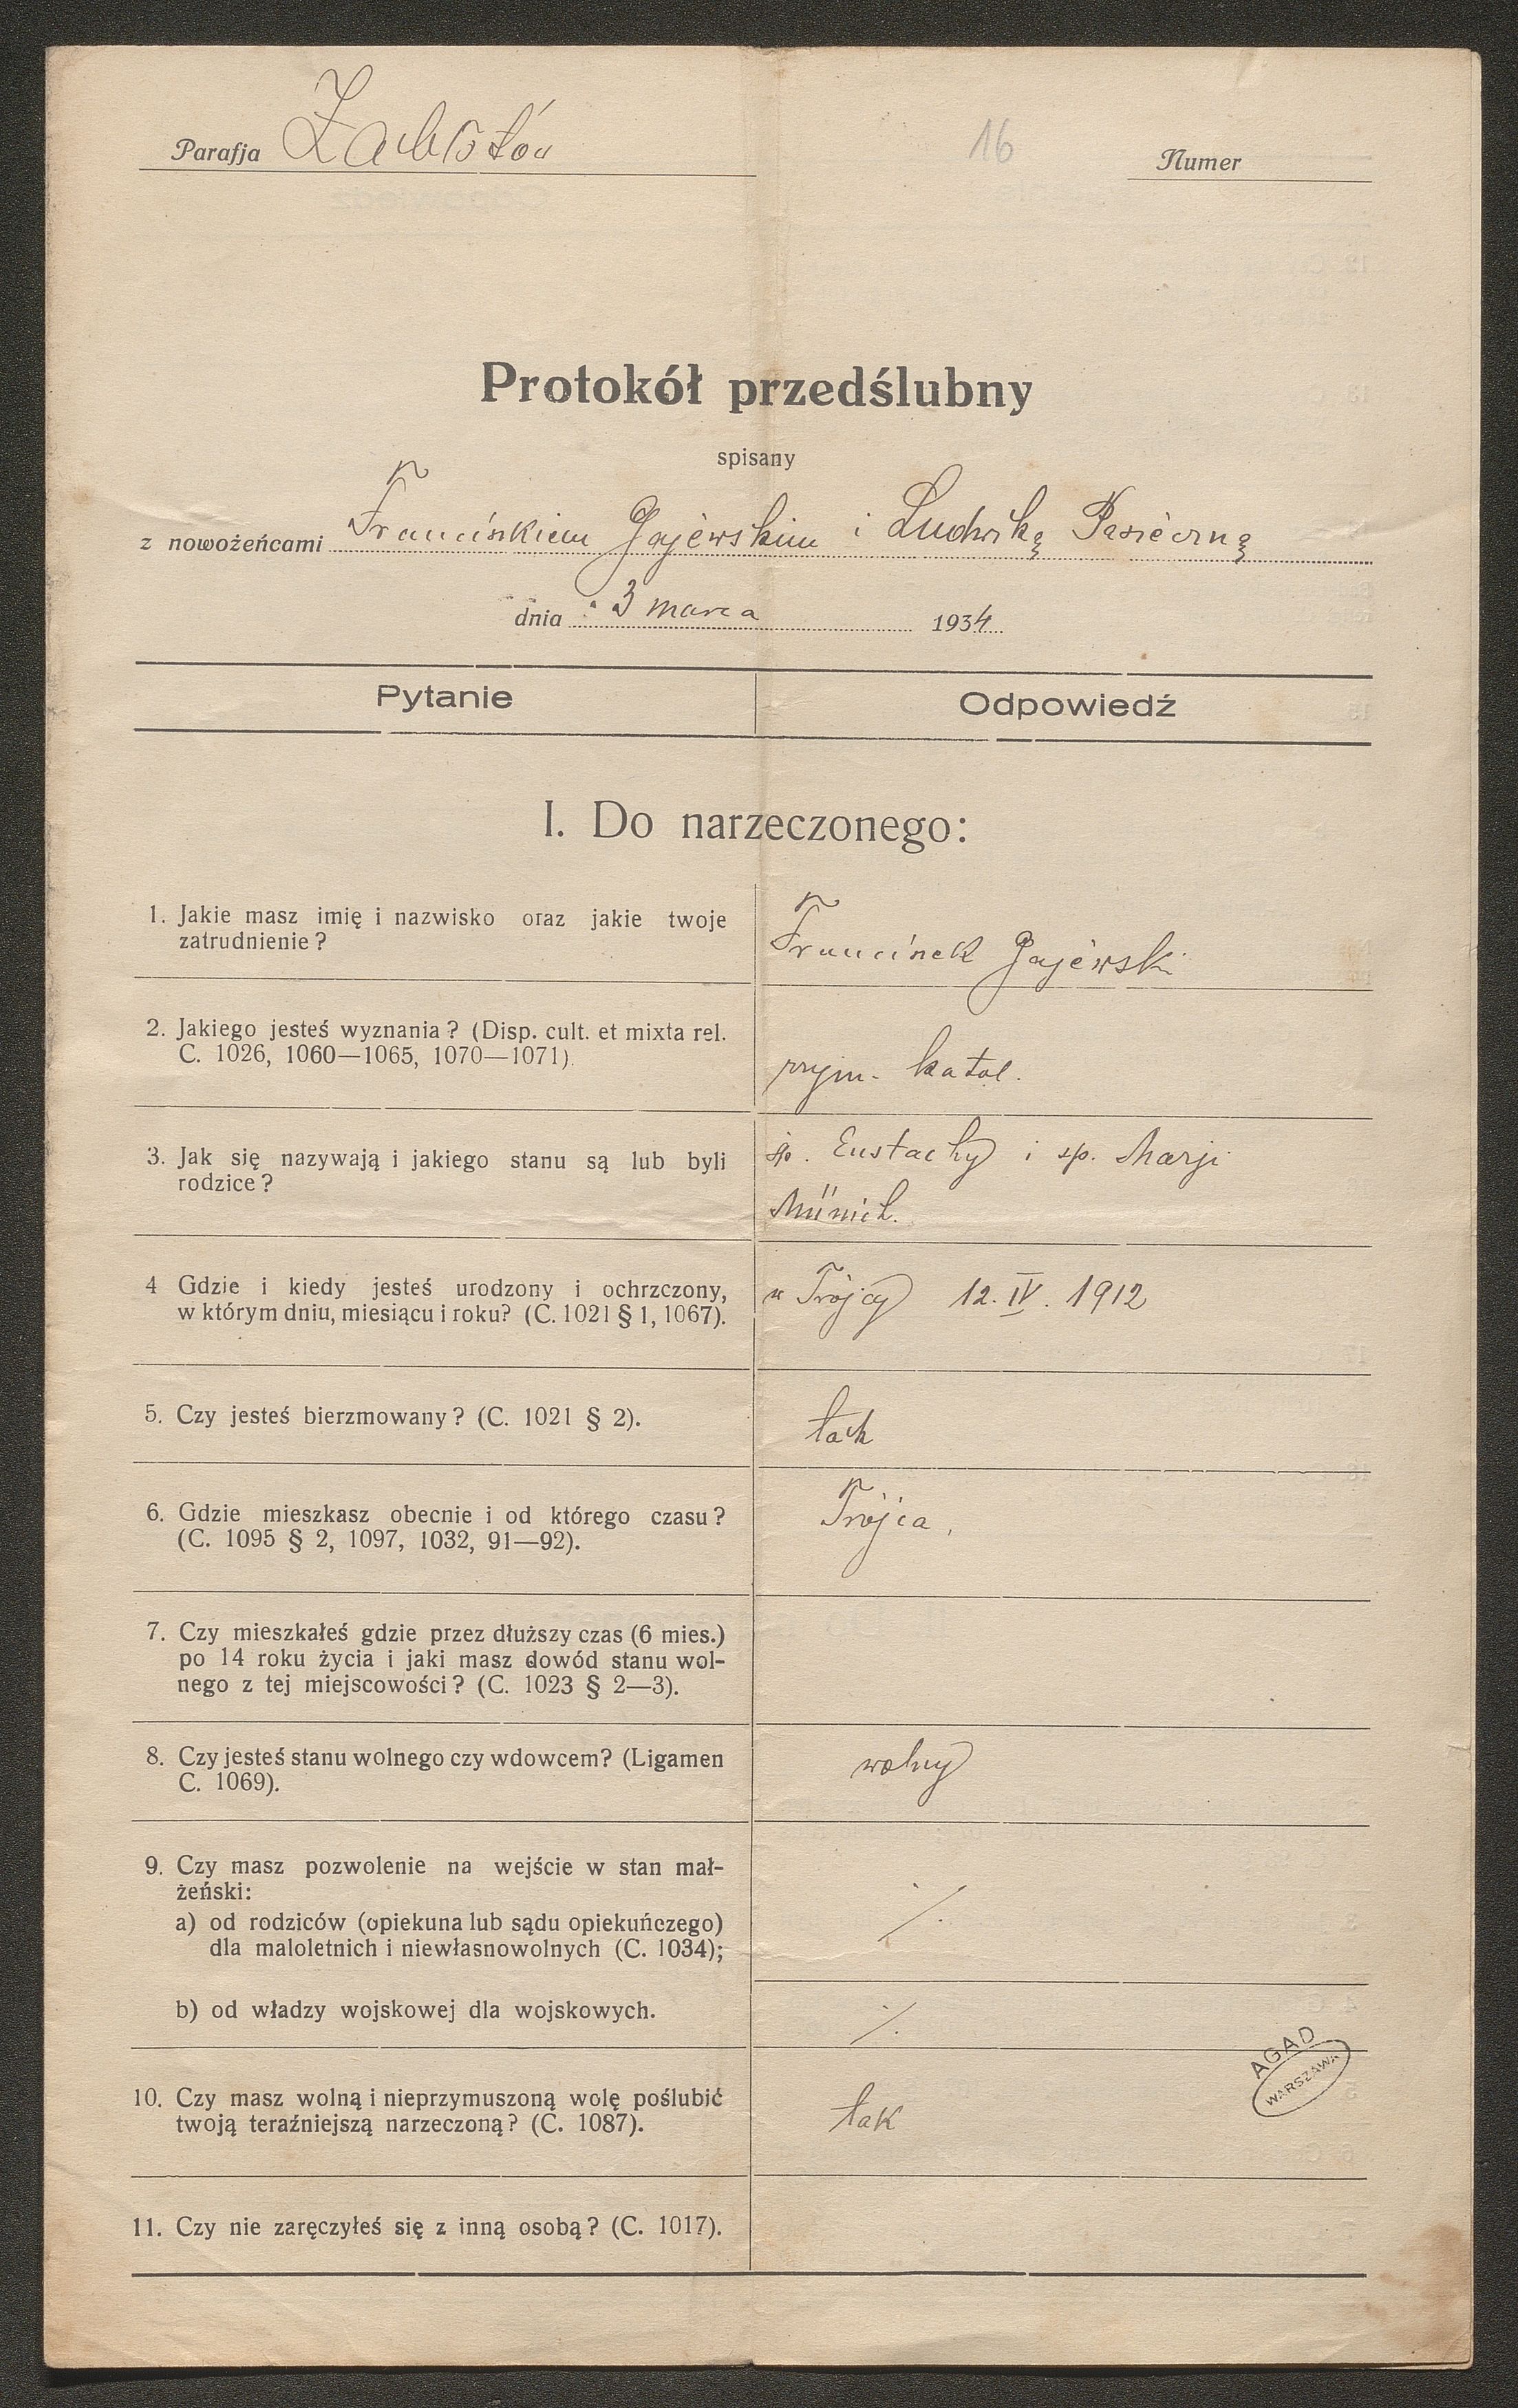 Parafja Zabłotów
16
Numer
Protokół przedślubny
spisany
z nowożeńcami Franciszkiem Gajewskim i Ludwiką Pasieczną
dnia 3 marca 1934
Pytanie
Odpowiedź
I. Do narzeczonego:
1. Jakie masz imię i nazwisko oraz jakie twoje
zatrudnienie?
Franciszek Gajewski
2. Jakiego jesteś wyznania? (Disp. cult. et mixta rel.
C. 1026, 1060—1065, 1070—1071).
rzym. katol.
3. Jak się nazywają i jakiego stanu są lub byli
rodzice?
śp. Eustachy i śp. Marji
Münich.
4 Gdzie i kiedy jesteś urodzony i ochrzczony,
w którym dniu, miesiącu i roku? (C. 1021 § 1, 1067).
w Trójcy 12. IV. 1912
5. Czy jesteś bierzmowany? (C. 1021 § 2).
tak
6. Gdzie mieszkasz obecnie i od którego czasu?
(C. 1095 § 2, 1097, 1032, 91—92).
Trójca,
7. Czy mieszkałeś gdzie przez dłuższy czas (6 mies.)
po 14 roku życia i jaki masz dowód stanu wol-
nego z tej miejscowości? (C. 1023 § 2—3).
8. Czy jesteś stanu wolnego czy wdowcem? (Ligamen
C. 1069).
wolny
9. Czy masz pozwolenie na wejście w stan mał-
żeński:
a) od rodziców (opiekuna lub sądu opiekuńczego)
dla maloletnich i niewłasnowolnych (C. 1034);
·/·
b) od władzy wojskowej dla wojskowych.
·/·
AGAD
WARSZAWA
10. Czy masz wolną i nieprzymuszoną wolę poślubić
twoją teraźniejszą narzeczoną? (C. 1087).
tak
11. Czy nie zaręczyłeś się z inną osobą? (C. 1017).